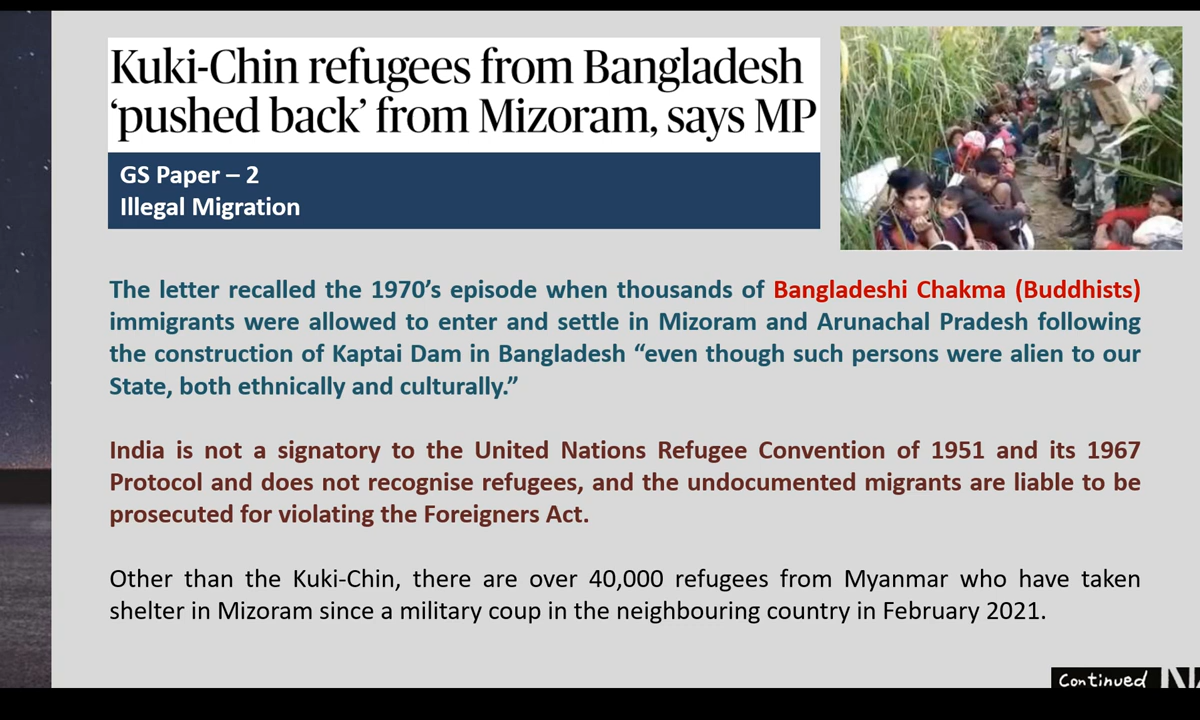 Kuki-Chin refugees from Bangladesh
‘pushed back’ from Mizoram, says MP
GS Paper – 2
Illegal Migration
The letter recalled the 1970’s episode when thousands of Bangladeshi Chakma (Buddhists)
immigrants were allowed to enter and settle in Mizoram and Arunachal Pradesh following
the construction of Kaptai Dam in Bangladesh “even though such persons were alien to our
State, both ethnically and culturally.”
India is not a signatory to the United Nations Refugee Convention of 1951 and its 1967
Protocol and does not recognise refugees, and the undocumented migrants are liable to be
prosecuted for violating the Foreigners Act.
Other than the Kuki-Chin, there are over 40,000 refugees from Myanmar who have taken
shelter in Mizoram since a military coup in the neighbouring country in February 2021.
Continued